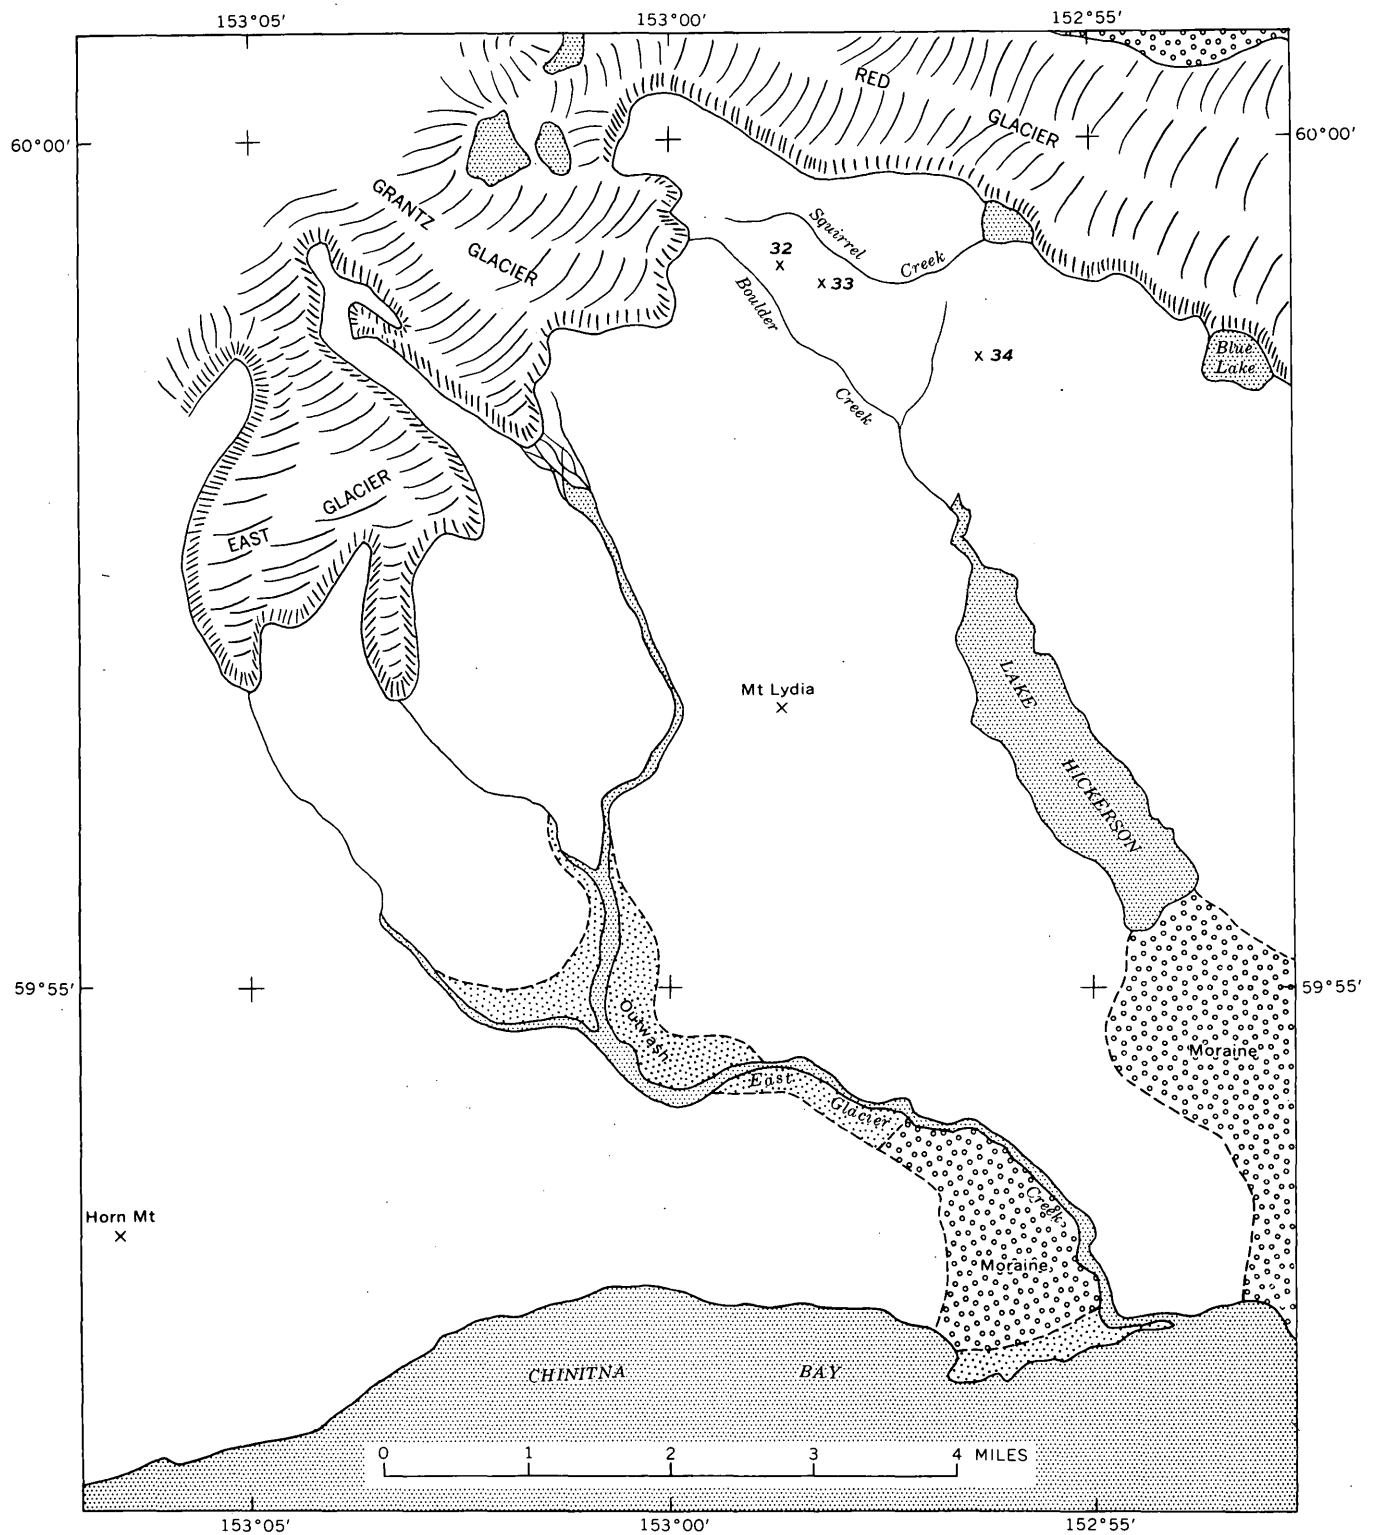 153°05′ 153°00′ 152°55′
RED
GLACIER
60°00′ 60°00′
GRANTZ
GLACIER
Squirrel
Creek
32
x
x 33
Boulder
Creek
x 34
Blue
Lake
EAST GLACIER
Mt Lydia
x
LAKE
HICKERSON
59°55′ 59°55′
Outwash
Moraine
East
Glacier
Creek
Horn Mt
x
Moraine
CHINITNA BAY
0 1 2 3 4 MILES
153°05′ 153°00′ 152°55′